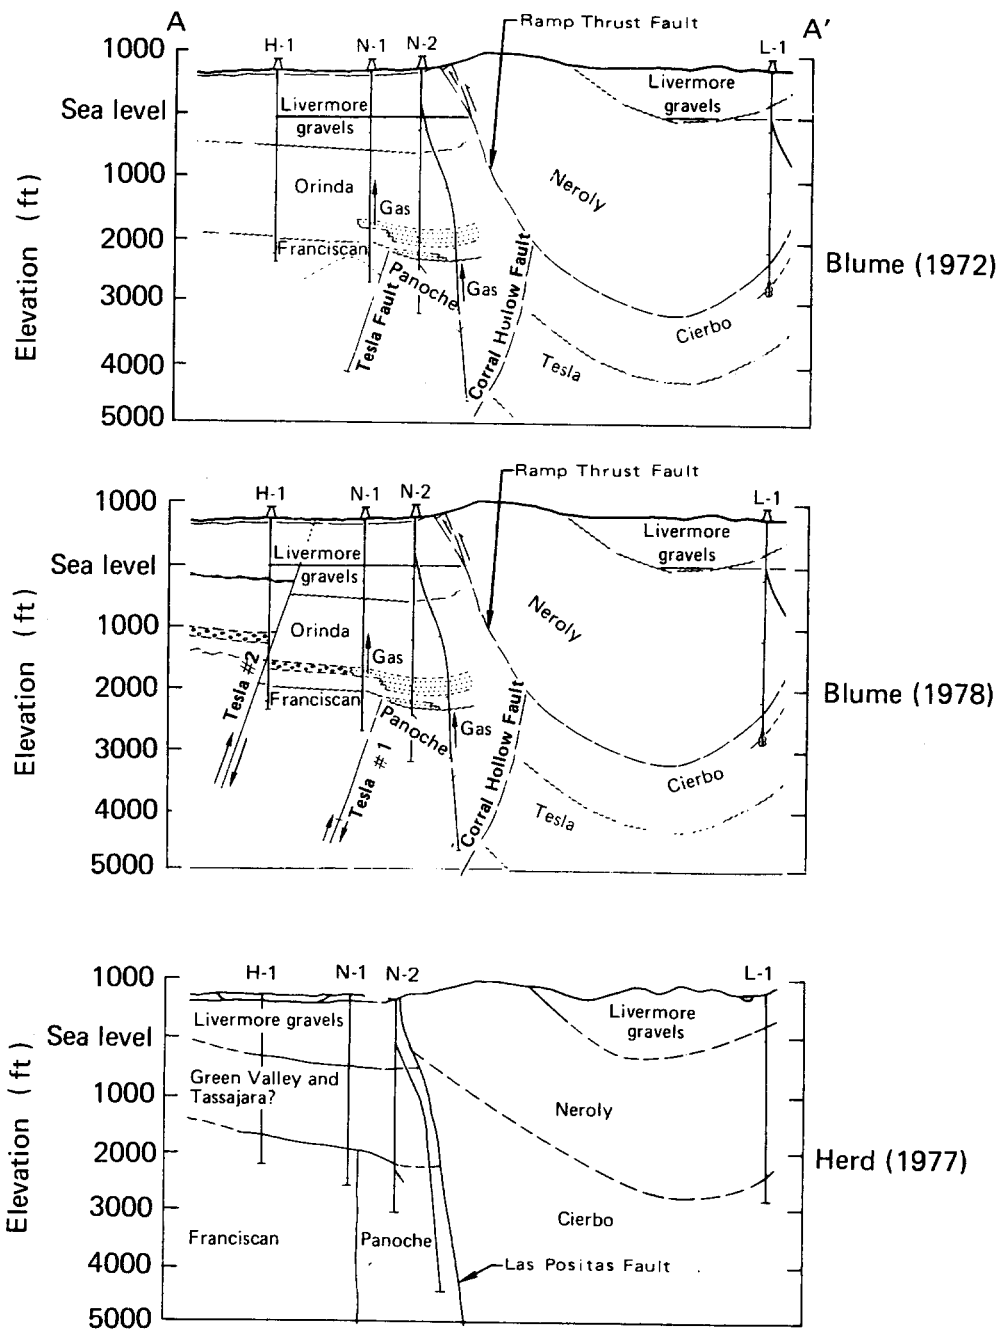 A
A'
Ramp Thrust Fault
H-1
N-1
N-2
L-1
1000
Sea level
1000
2000
3000
4000
5000
Elevation (ft)
Livermore
gravels
Livermore
gravels
Orinda
Gas
Neroly
Franciscan
Panoche
Gas
Tesla Fault
Corral Hollow Fault
Cierbo
Tesla
Blume (1972)
Ramp Thrust Fault
H-1
N-1
N-2
L-1
1000
Sea level
1000
2000
3000
4000
5000
Elevation (ft)
Livermore
gravels
Livermore
gravels
Orinda
Gas
Neroly
Tesla #2
Franciscan
Panoche
Gas
Tesla #1
Corral Hollow Fault
Cierbo
Tesla
Blume (1978)
H-1
N-1
N-2
L-1
1000
Sea level
1000
2000
3000
4000
5000
Elevation (ft)
Livermore gravels
Livermore
gravels
Green Valley and
Tassajara?
Neroly
Cierbo
Franciscan
Panoche
Las Positas Fault
Herd (1977)